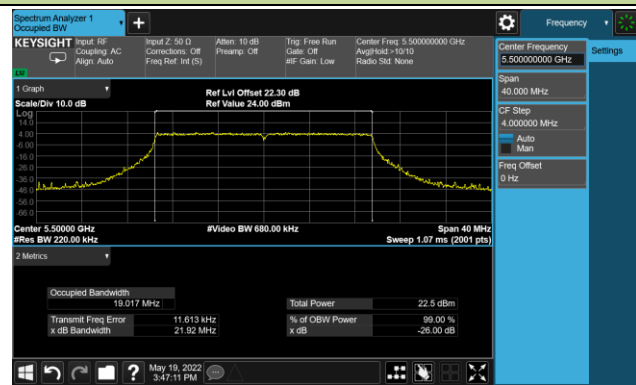 Spectrum Analyzer 1
Occupied BW
+
Frequency
KEYSIGHT
Input: RF
Coupling: AC
Align: Auto
Input Z: 50 Ω
Corrections: Off
Freq Ref: Int (S)
Atten: 10 dB
Preamp: Off
Trig: Free Run
Gate: Off
#IF Gain: Low
Center Freq: 5.500000000 GHz
Avg|Hold:>10/10
Radio Std: None
Center Frequency
5.500000000 GHz
Settings
Span
40.000 MHz
CF Step
4.000000 MHz
Auto
Man
Freq Offset
0 Hz
1 Graph
Scale/Div 10.0 dB
Ref Lvl Offset 22.30 dB
Ref Value 24.00 dBm
Log
14.0
4.00
-6.00
-16.0
-26.0
-36.0
-46.0
-56.0
-66.0
Center 5.50000 GHz
#Res BW 220.00 kHz
#Video BW 680.00 kHz
Span 40 MHz
Sweep 1.07 ms (2001 pts)
2 Metrics
Occupied Bandwidth
19.017 MHz
Total Power 22.5 dBm
Transmit Freq Error 11.613 kHz
% of OBW Power 99.00 %
x dB Bandwidth 21.92 MHz
x dB -26.00 dB
?
May 19, 2022
3:47:11 PM